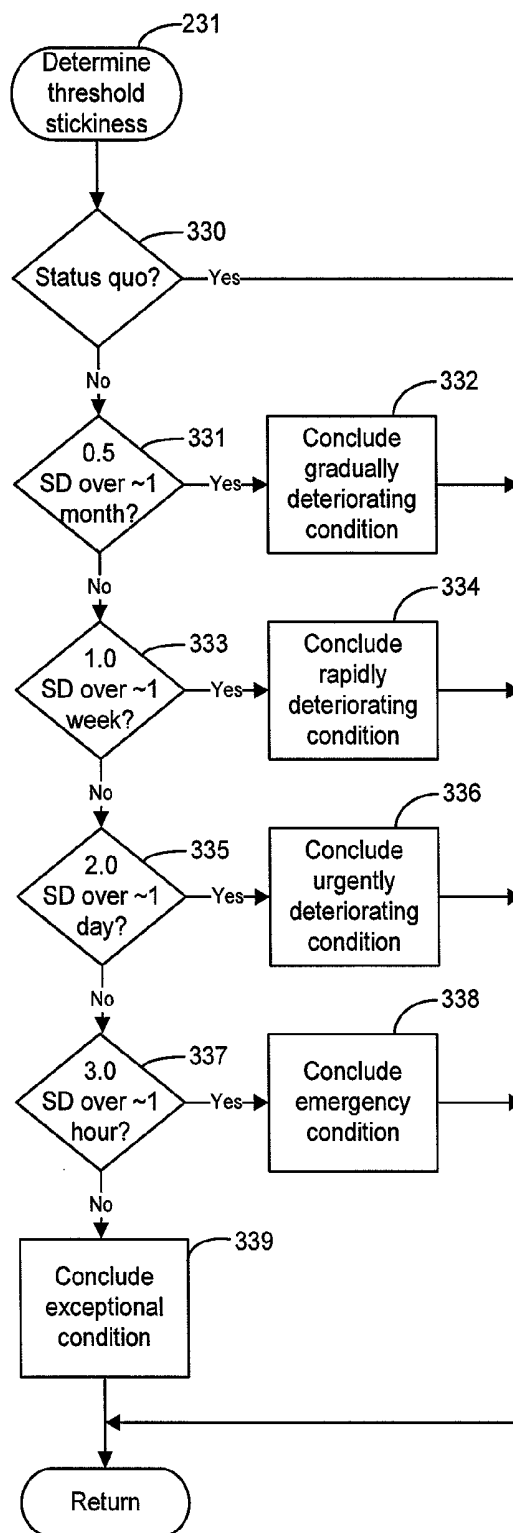 231
Determine
threshold
stickiness
330
Status quo?
Yes
No
332
0.5
SD over ~1
month?
331
Yes
Conclude
gradually
deteriorating
condition
No
334
1.0
SD over ~1
week?
333
Yes
Conclude
rapidly
deteriorating
condition
No
336
2.0
SD over ~1
day?
335
Yes
Conclude
urgently
deteriorating
condition
No
338
3.0
SD over ~1
hour?
337
Yes
Conclude
emergency
condition
No
339
Conclude
exceptional
condition
Return